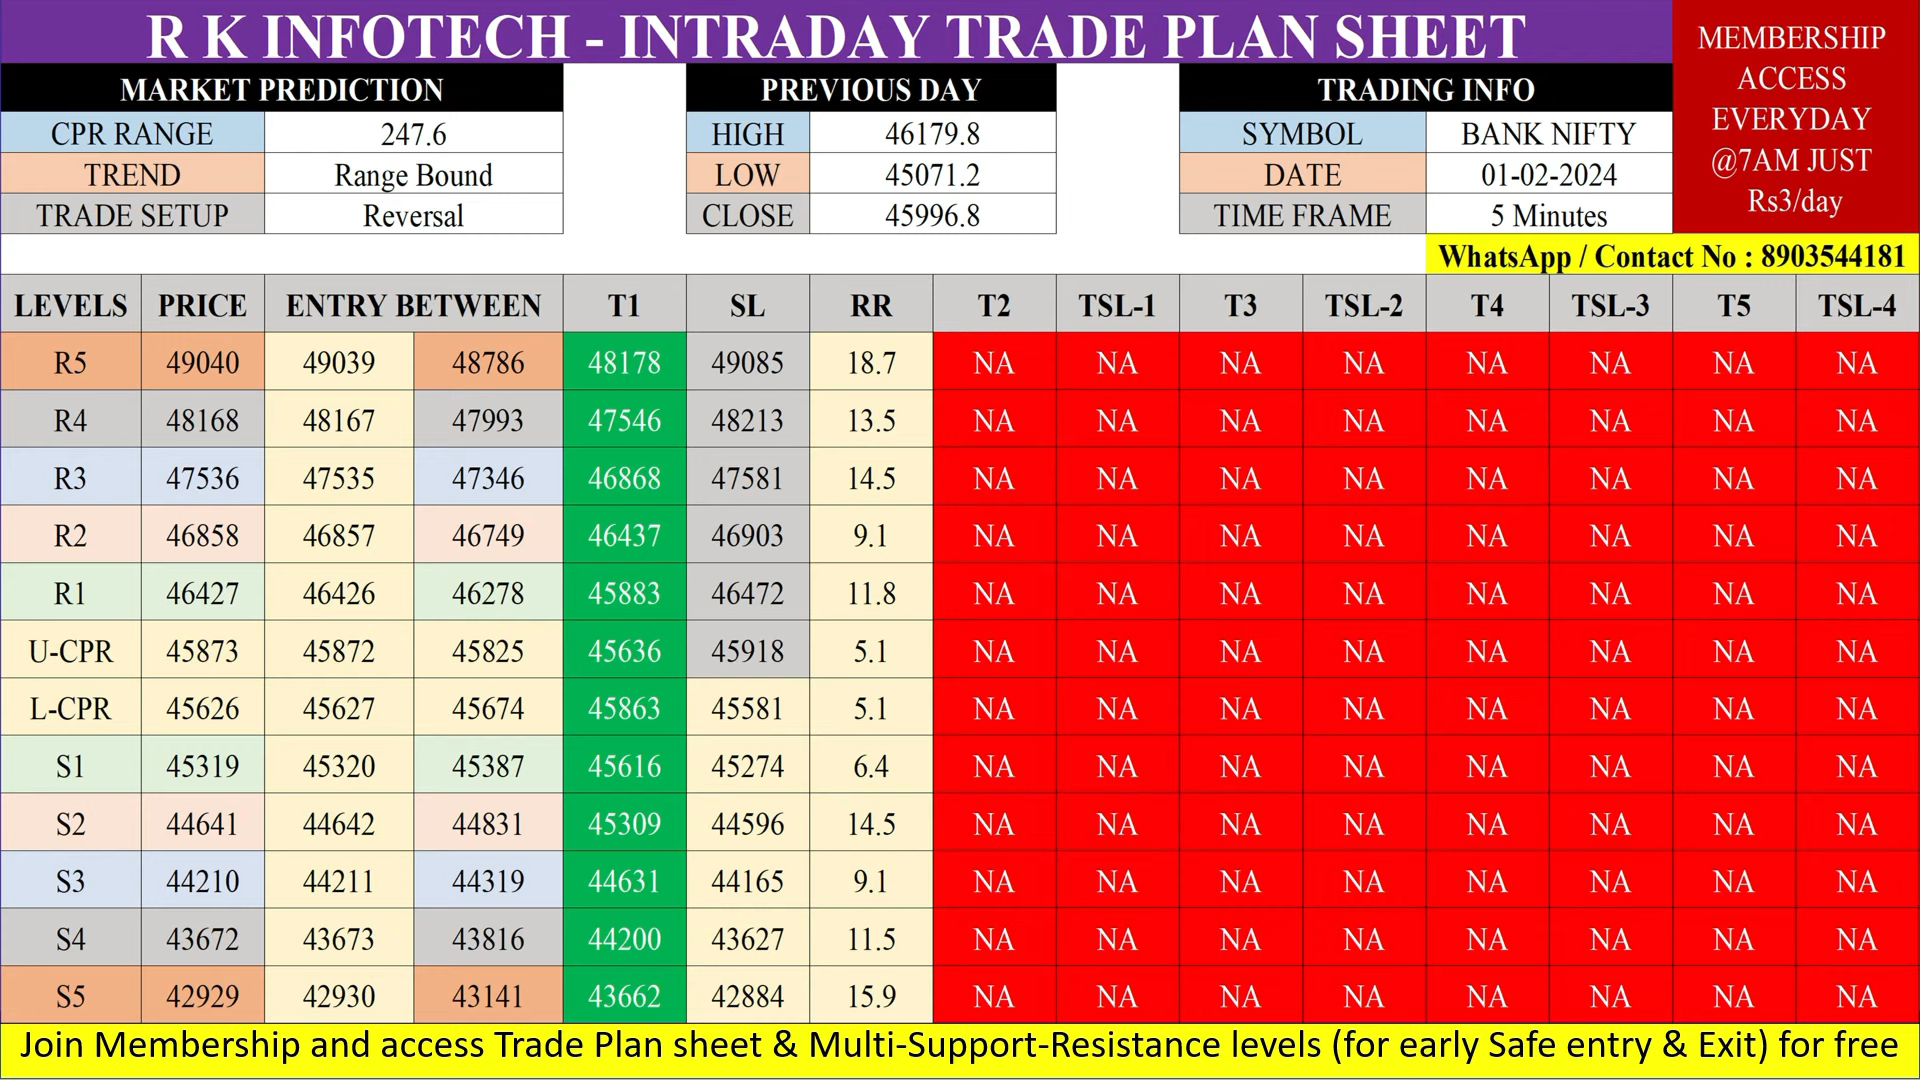 R K INFOTECH - INTRADAY TRADE PLAN SHEET
MEMBERSHIP
ACCESS
EVERYDAY
@7AM JUST
Rs3/day
MARKET PREDICTION PREVIOUS DAY TRADING INFO
CPR RANGE 247.6 HIGH 46179.8 SYMBOL BANK NIFTY
TREND Range Bound LOW 45071.2 DATE 01-02-2024
TRADE SETUP Reversal CLOSE 45996.8 TIME FRAME 5 Minutes
WhatsApp / Contact No : 8903544181
LEVELS PRICE ENTRY BETWEEN T1 SL RR T2 TSL-1 T3 TSL-2 T4 TSL-3 T5 TSL-4
R5 49040 49039 48786 48178 49085 18.7 NA NA NA NA NA NA NA NA
R4 48168 48167 47993 47546 48213 13.5 NA NA NA NA NA NA NA NA
R3 47536 47535 47346 46868 47581 14.5 NA NA NA NA NA NA NA NA
R2 46858 46857 46749 46437 46903 9.1 NA NA NA NA NA NA NA NA
R1 46427 46426 46278 45883 46472 11.8 NA NA NA NA NA NA NA NA
U-CPR 45873 45872 45825 45636 45918 5.1 NA NA NA NA NA NA NA NA
L-CPR 45626 45627 45674 45863 45581 5.1 NA NA NA NA NA NA NA NA
S1 45319 45320 45387 45616 45274 6.4 NA NA NA NA NA NA NA NA
S2 44641 44642 44831 45309 44596 14.5 NA NA NA NA NA NA NA NA
S3 44210 44211 44319 44631 44165 9.1 NA NA NA NA NA NA NA NA
S4 43672 43673 43816 44200 43627 11.5 NA NA NA NA NA NA NA NA
S5 42929 42930 43141 43662 42884 15.9 NA NA NA NA NA NA NA NA
Join Membership and access Trade Plan sheet & Multi-Support-Resistance levels (for early Safe entry & Exit) for free